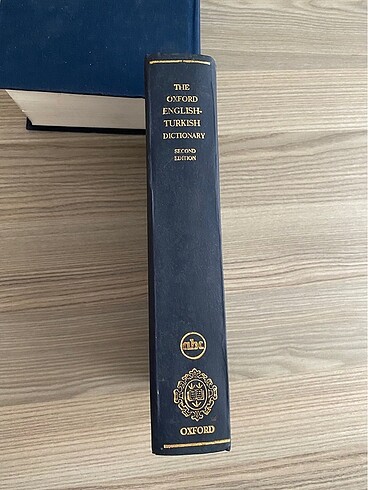 THE
OXFORD
ENGLISH-
TURKISH
DICTIONARY
SECOND
EDITION
abc
OXFORD